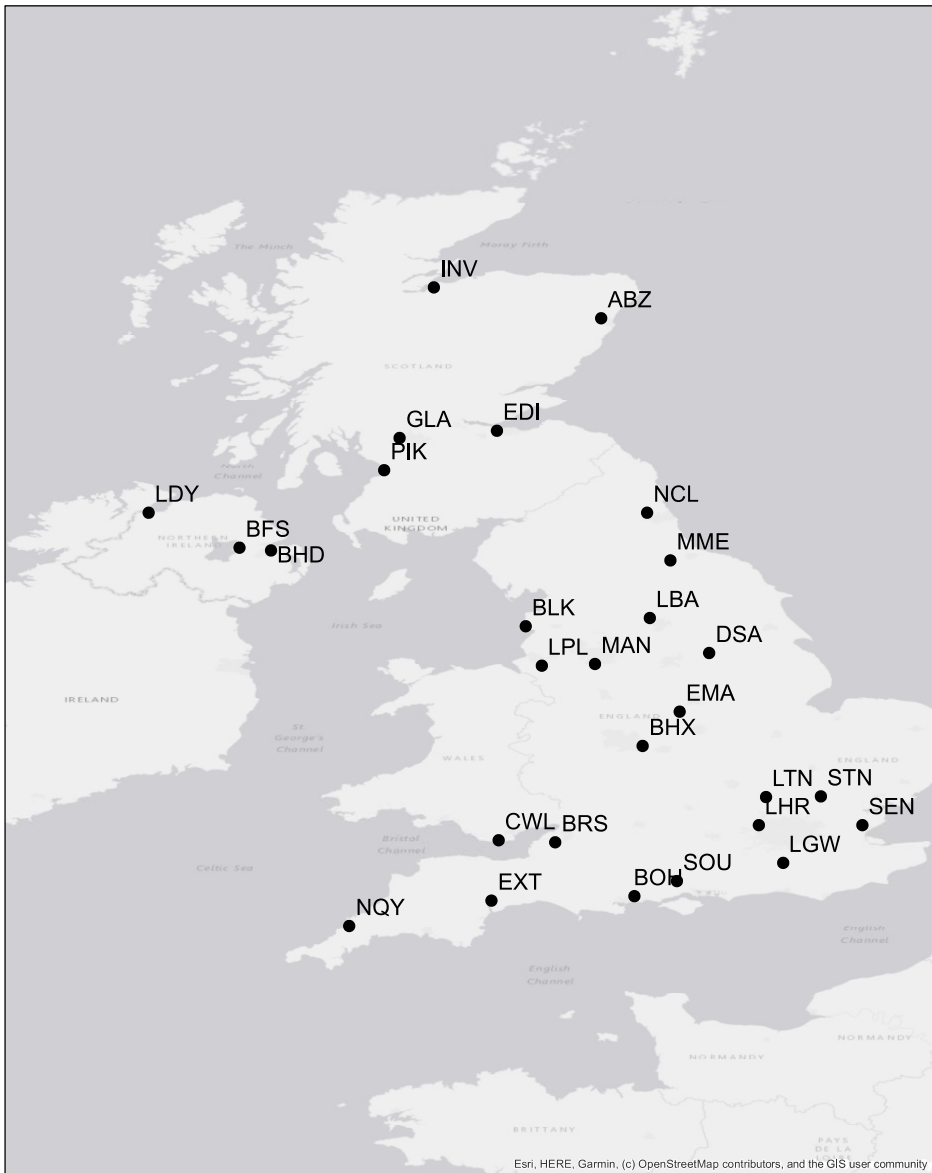 The Minch
Moray Firth
INV
ABZ
SCOTLAND
GLA
EDI
PIK
North
Channel
LDY
NCL
UNITED
KINGDOM
BFS
NORTHERN
IRELAND
BHD
MME
BLK
LBA
Irish Sea
DSA
LPL
MAN
IRELAND
EMA
ENGLAND
BHX
St.
George's
Channel
WALES
ENGLAND
LTN
STN
LHR
SEN
CWL
BRS
Bristol
Channel
LGW
Celtic Sea
SOU
BOH
EXT
NQY
English
Channel
English
Channel
NORMANDY
NORMANDY
BRITTANY
PAYS
DE LA
LOIRE
Esri, HERE, Garmin, (c) OpenStreetMap contributors, and the GIS user community